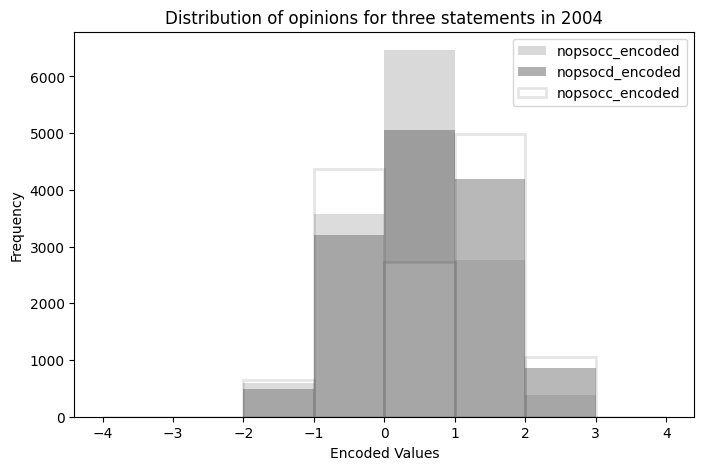 Distribution of opinions for three statements in 2004
nopsocc_encoded
nopsocd_encoded
nopsocc_encoded
Frequency
6000
5000
4000
3000
2000
1000
0
−4 −3 −2 −1 0 1 2 3 4
Encoded Values